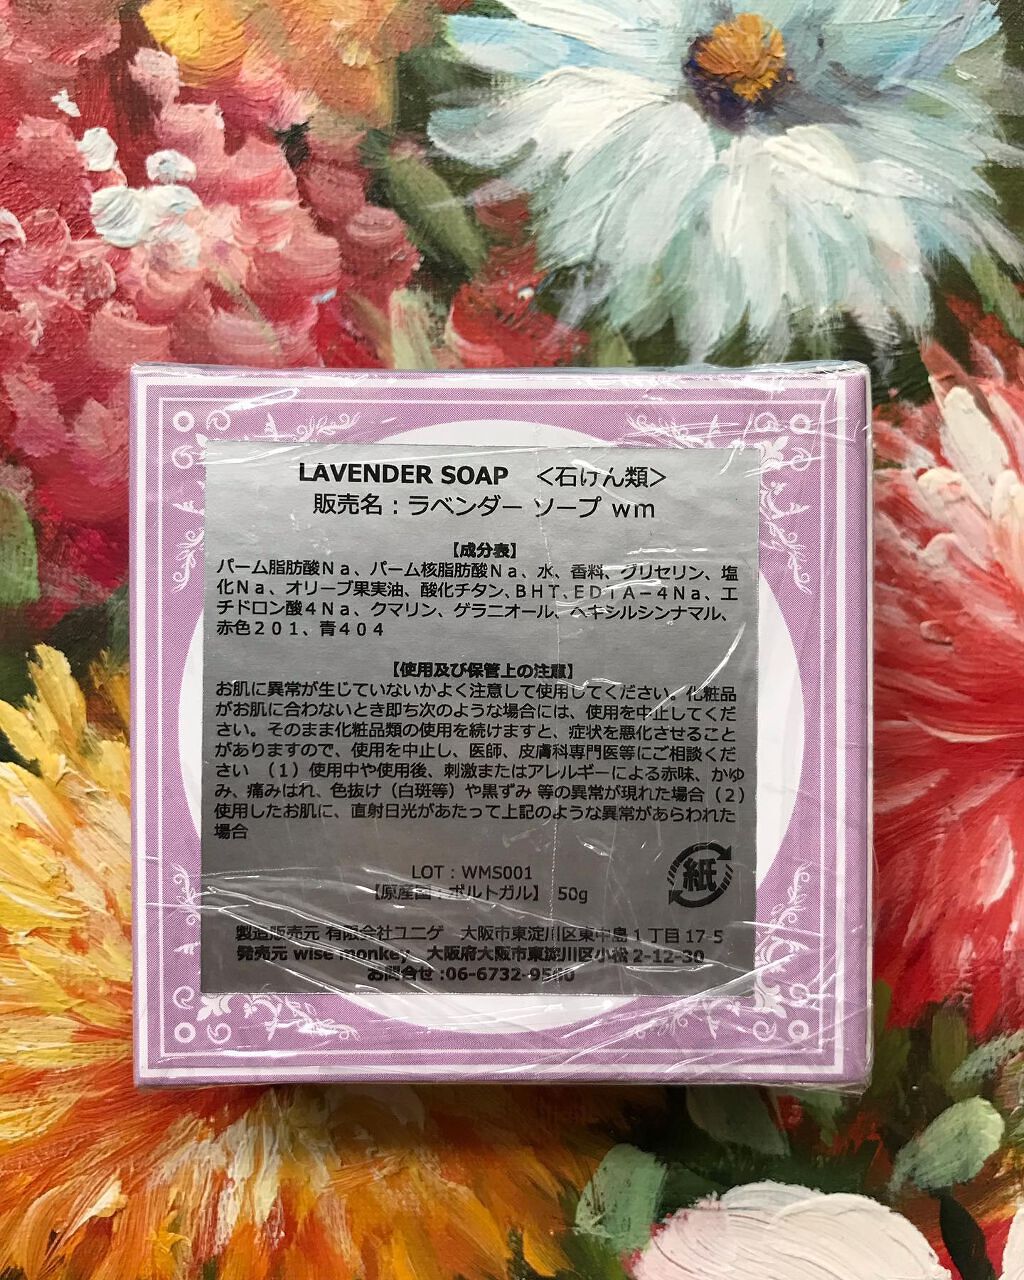 LAVENDER SOAP ＜石けん類＞
販売名：ラベンダー ソープ wm
【成分表】
パーム脂肪酸Ｎａ、パーム核脂肪酸Ｎａ、水、香料、グリセリン、塩
化Ｎａ、オリーブ果実油、酸化チタン、ＢＨＴ、ＥＤＴＡ－４Ｎａ、エ
チドロン酸４Ｎａ、クマリン、ゲラニオール、ヘキシルシンナマル、
赤色２０１、青４０４
【使用及び保管上の注意】
お肌に異常が生じていないかよく注意して使用してください。化粧品
がお肌に合わないとき即ち次のような場合には、使用を中止してくだ
さい。そのまま化粧品類の使用を続けますと、症状を悪化させること
がありますので、使用を中止し、医師、皮膚科専門医等にご相談くだ
さい （１）使用中や使用後、刺激またはアレルギーによる赤味、かゆ
み、痛みはれ、色抜け（白斑等）や黒ずみ 等の異常が現れた場合（２）
使用したお肌に、直射日光があたって上記のような異常があらわれた
場合
LOT：WMS001
【原産国：ポルトガル】 50g
紙
製造販売元 有限会社ユニゲ 大阪市東淀川区東中島１丁目17-5
発売元 wise monkey 大阪府大阪市東淀川区小松2-12-30
お問合せ：